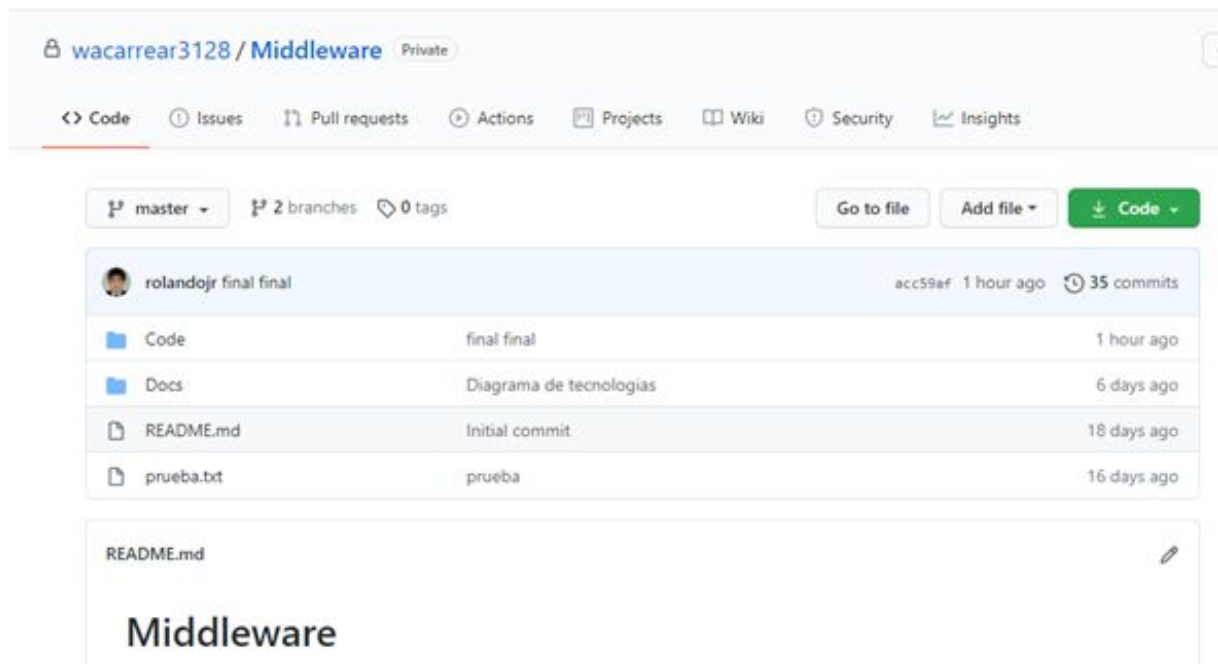 wacarrear3128 / Middleware Private
Code Issues Pull requests Actions Projects Wiki Security Insights
master 2 branches 0 tags Go to file Add file Code
rolandojr final final acc59af 1 hour ago 35 commits
Code final final 1 hour ago
Docs Diagrama de tecnologias 6 days ago
README.md Initial commit 18 days ago
prueba.txt prueba 16 days ago
README.md
Middleware